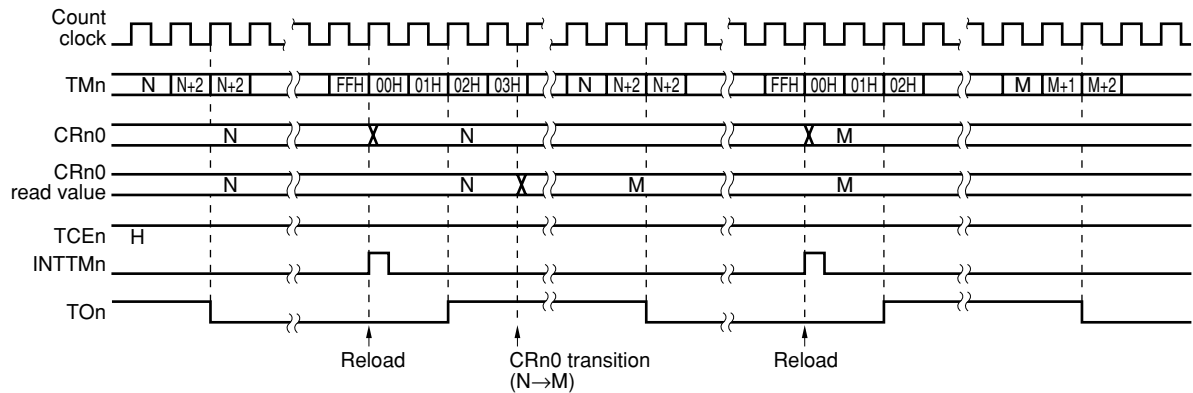 Count
clock
TMn N N+2 N+2 FFH 00H 01H 02H 03H N N+2 N+2 FFH 00H 01H 02H M M+1 M+2
CRn0 N N M
CRn0
read value N N M M
TCEn H
INTTMn
TOn
Reload CRn0 transition Reload
(N→M)